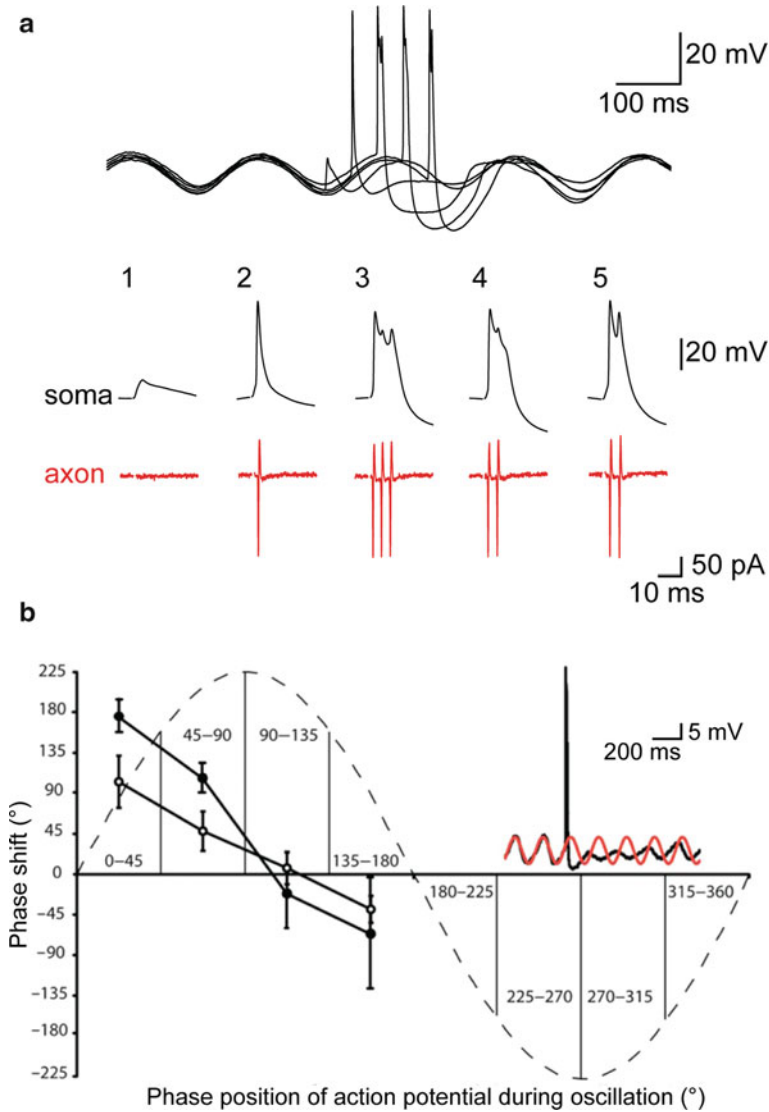 a
20 mV
100 ms
1 2 3 4 5
soma
20 mV
axon
50 pA
10 ms
b
225
180
135
90
45
0
−45
−90
−135
−180
−225
Phase shift (°)
0–45
45–90
90–135
135–180
180–225
225–270
270–315
315–360
5 mV
200 ms
Phase position of action potential during oscillation (°)